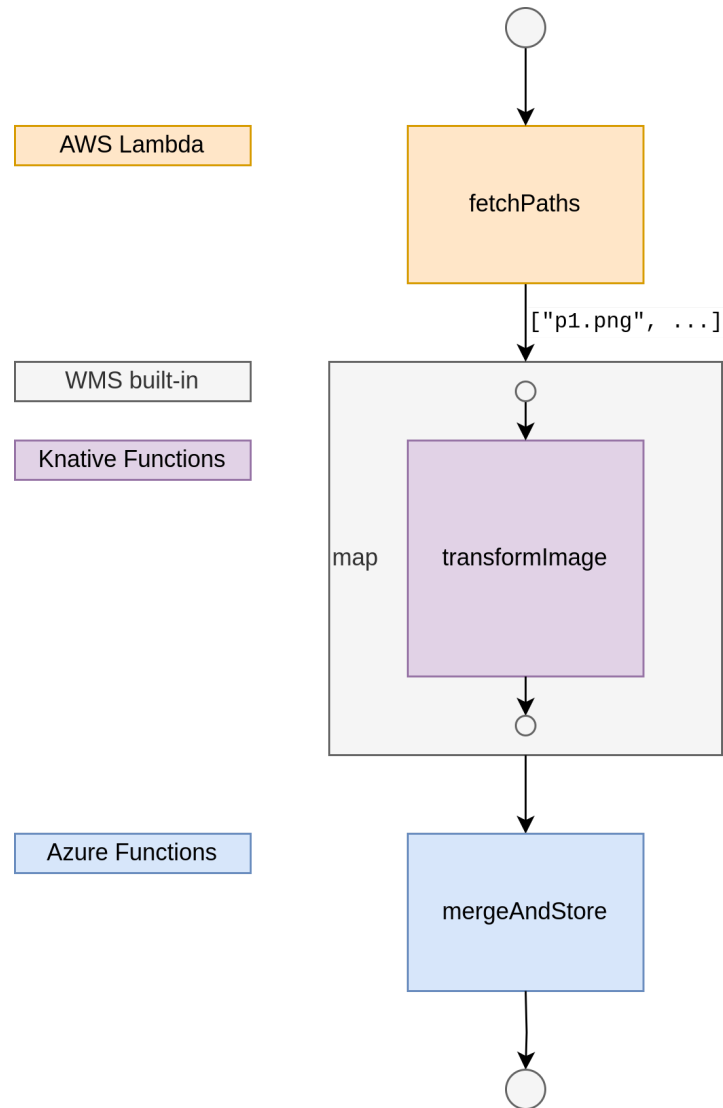 AWS Lambda
fetchPaths
["p1.png", ...]
WMS built-in
Knative Functions
map
transformImage
Azure Functions
mergeAndStore